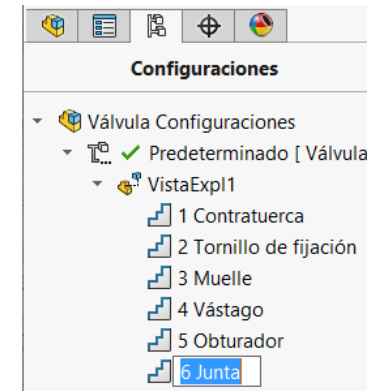 Configuraciones
Válvula Configuraciones
Predeterminado [ Válvula
VistaExpl1
1 Contratuerca
2 Tornillo de fijación
3 Muelle
4 Vástago
5 Obturador
6 Junta